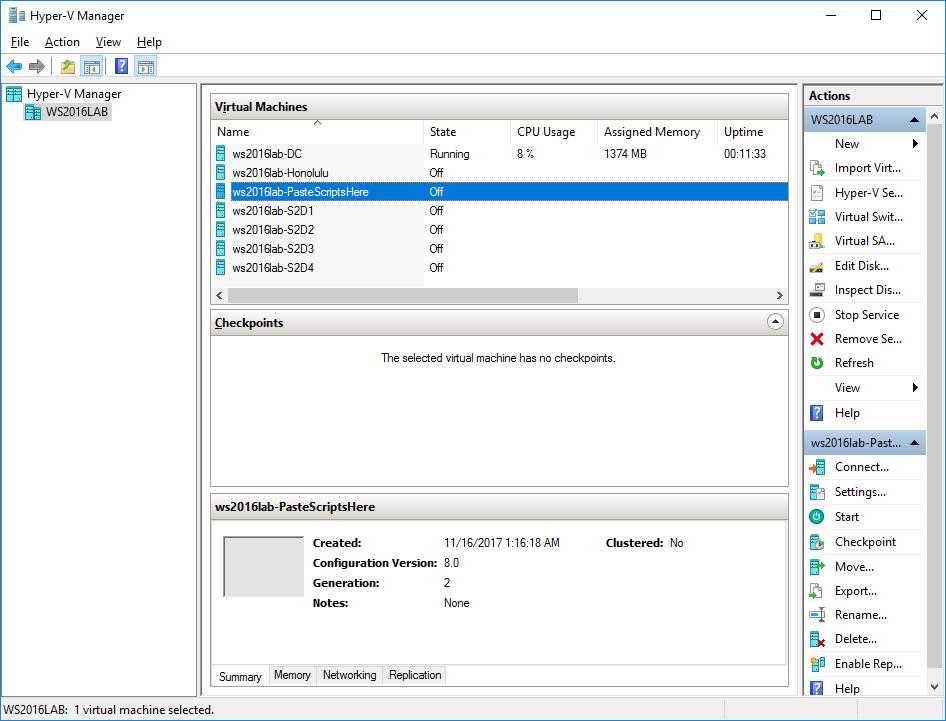 Hyper-V Manager
File Action View Help
Hyper-V Manager
WS2016LAB
Virtual Machines
Name State CPU Usage Assigned Memory Uptime
ws2016lab-DC Running 8 % 1374 MB 00:11:33
ws2016lab-Honolulu Off
ws2016lab-PasteScriptsHere Off
ws2016lab-S2D1 Off
ws2016lab-S2D2 Off
ws2016lab-S2D3 Off
ws2016lab-S2D4 Off
Checkpoints
The selected virtual machine has no checkpoints.
ws2016lab-PasteScriptsHere
Created: 11/16/2017 1:16:18 AM Clustered: No
Configuration Version: 8.0
Generation: 2
Notes: None
Summary Memory Networking Replication
Actions
WS2016LAB
New
Import Virt...
Hyper-V Se...
Virtual Swit...
Virtual SA...
Edit Disk...
Inspect Dis...
Stop Service
Remove Se...
Refresh
View
Help
ws2016lab-Past...
Connect...
Settings...
Start
Checkpoint
Move...
Export...
Rename...
Delete...
Enable Rep...
Help
WS2016LAB: 1 virtual machine selected.